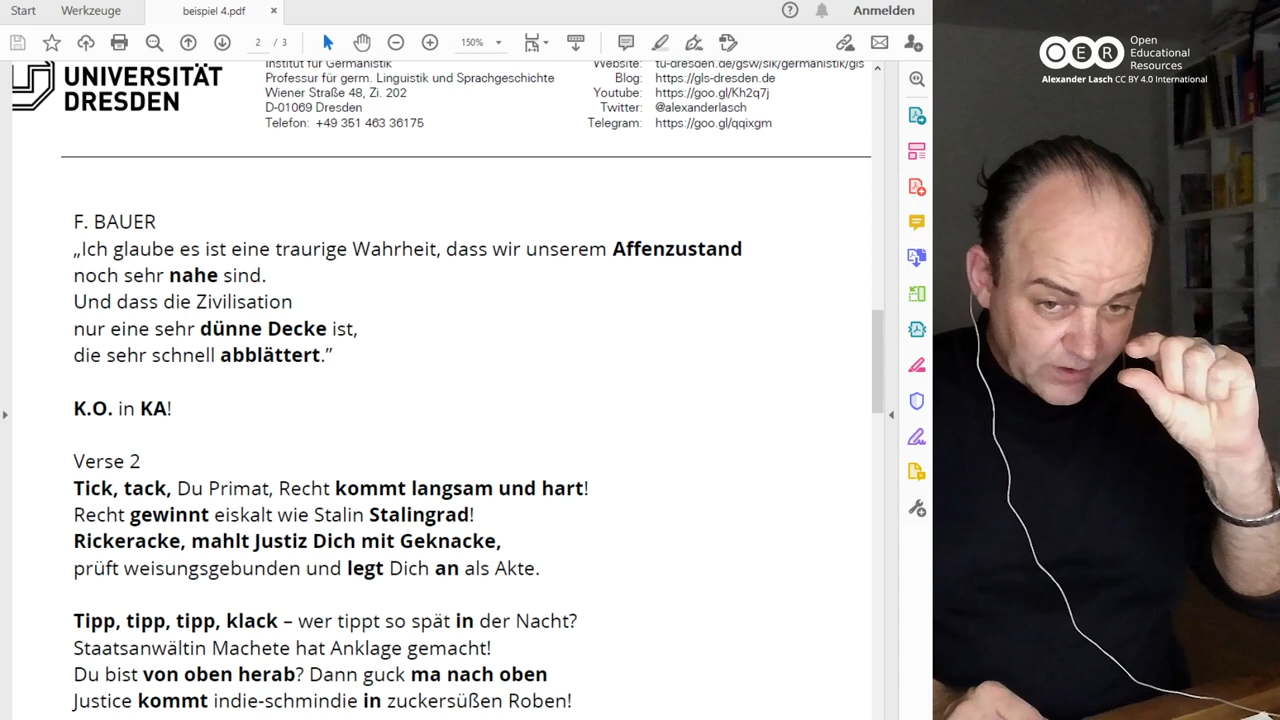 Start Werkzeuge beispiel 4.pdf × Anmelden
2 / 3 150%
Open
Educational
Resources
OER
Alexander Lasch CC BY 4.0 International
UNIVERSITÄT
DRESDEN
Institut für Germanistik
Professur für germ. Linguistik und Sprachgeschichte
Wiener Straße 48, Zi. 202
D-01069 Dresden
Telefon: +49 351 463 36175
Website: tu-dresden.de/gsw/slk/germanistik/gls
Blog: https://gls-dresden.de
Youtube: https://goo.gl/Kh2q7j
Twitter: @alexanderlasch
Telegram: https://goo.gl/qqixgm
F. BAUER
„Ich glaube es ist eine traurige Wahrheit, dass wir unserem Affenzustand
noch sehr nahe sind.
Und dass die Zivilisation
nur eine sehr dünne Decke ist,
die sehr schnell abblättert.”
K.O. in KA!
Verse 2
Tick, tack, Du Primat, Recht kommt langsam und hart!
Recht gewinnt eiskalt wie Stalin Stalingrad!
Rickeracke, mahlt Justiz Dich mit Geknacke,
prüft weisungsgebunden und legt Dich an als Akte.
Tipp, tipp, tipp, klack – wer tippt so spät in der Nacht?
Staatsanwältin Machete hat Anklage gemacht!
Du bist von oben herab? Dann guck ma nach oben
Justice kommt indie-schmindie in zuckersüßen Roben!